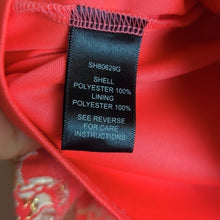 SH80629G
SHELL
POLYESTER 100%
LINING
POLYESTER 100%
SEE REVERSE
FOR CARE
INSTRUCTIONS